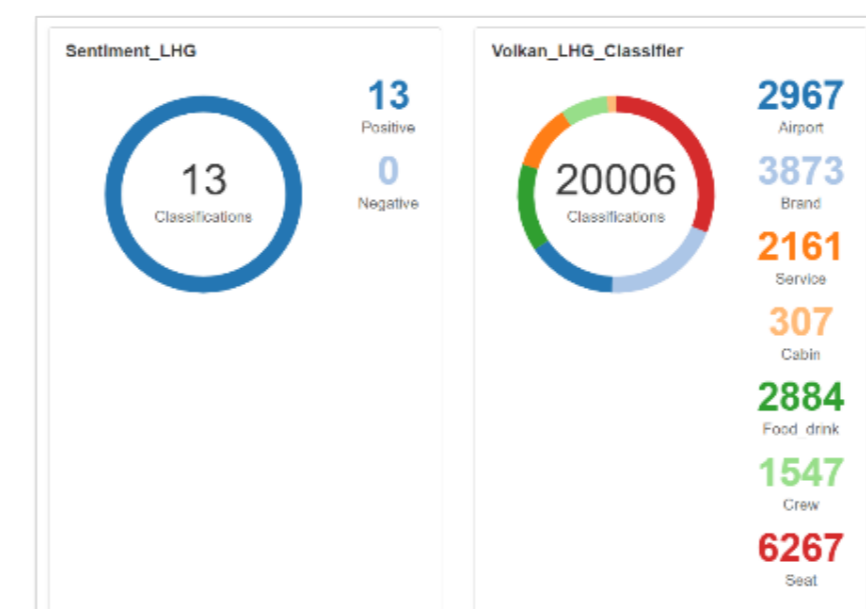 Sentiment_LHG
13
Classifications
13
Positive
0
Negative
Volkan_LHG_Classifier
20006
Classifications
2967
Airport
3873
Brand
2161
Service
307
Cabin
2884
Food_drink
1547
Crew
6267
Seat